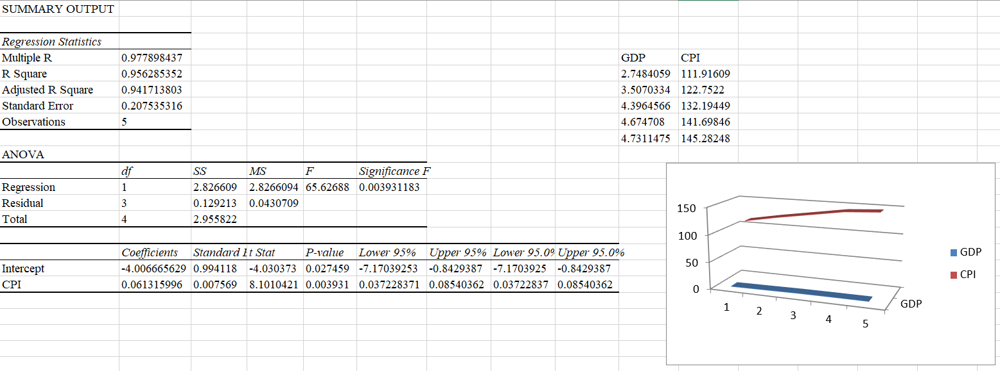 SUMMARY OUTPUT
Regression Statistics
Multiple R 0.977898437
R Square 0.956285352
Adjusted R Square 0.941713803
Standard Error 0.207535316
Observations 5
ANOVA
df SS MS F Significance F
Regression 1 2.826609 2.8266094 65.62688 0.003931183
Residual 3 0.129213 0.0430709
Total 4 2.955822
Coefficients Standard E t Stat P-value Lower 95% Upper 95% Lower 95.0% Upper 95.0%
Intercept -4.006665629 0.994118 -4.030373 0.027459 -7.17039253 -0.8429387 -7.1703925 -0.8429387
CPI 0.061315996 0.007569 8.1010421 0.003931 0.037228371 0.08540362 0.03722837 0.08540362
GDP CPI
2.7484059 111.91609
3.5070334 122.7522
4.3964566 132.19449
4.674708 141.69846
4.7311475 145.28248
150
100
50
0
1 2 3 4 5
GDP
GDP
CPI